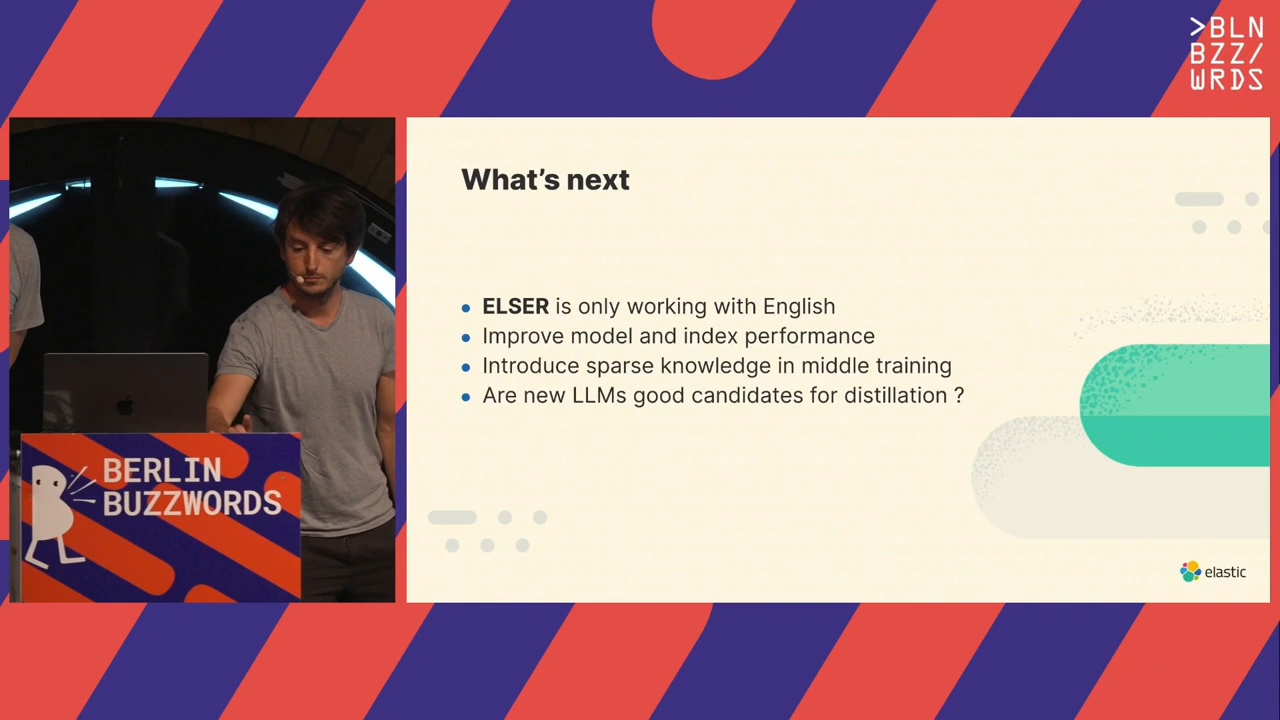 >BLN
BZZ/
WRDS
What's next
ELSER is only working with English
Improve model and index performance
Introduce sparse knowledge in middle training
Are new LLMs good candidates for distillation ?
BERLIN
BUZZWORDS
elastic